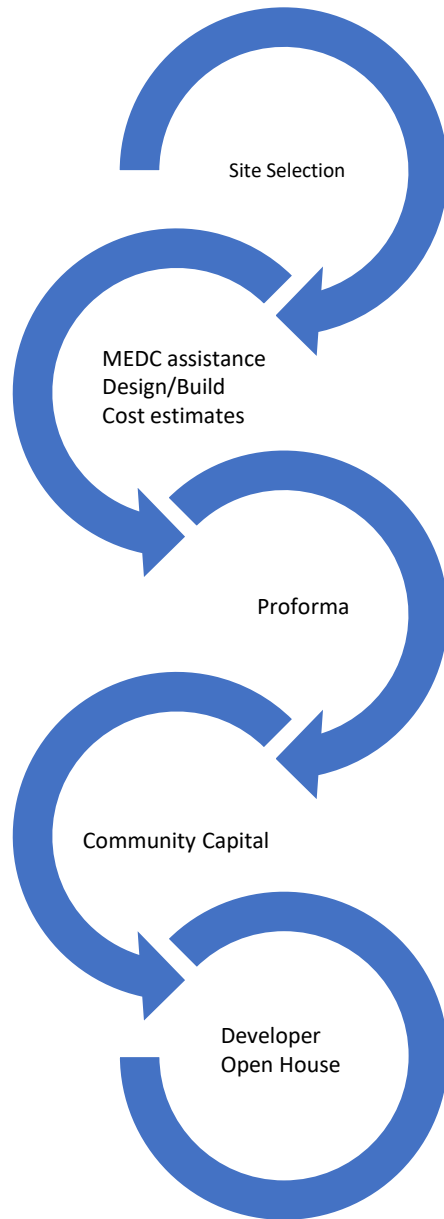 Site Selection
MEDC assistance
Design/Build
Cost estimates
Proforma
Community Capital
Developer
Open House